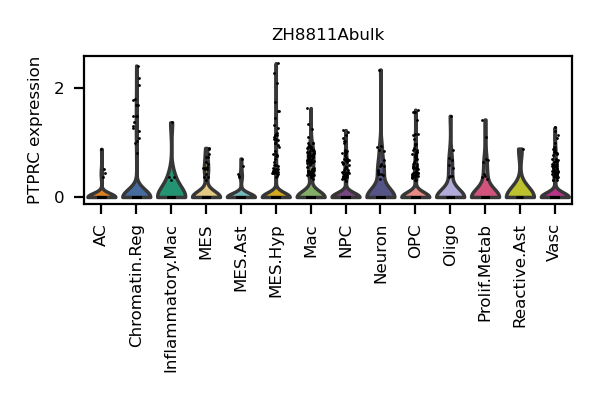 ZH8811Abulk
PTPRC expression
2
0
AC
Chromatin.Reg
Inflammatory.Mac
MES
MES.Ast
MES.Hyp
Mac
NPC
Neuron
OPC
Oligo
Prolif.Metab
Reactive.Ast
Vasc